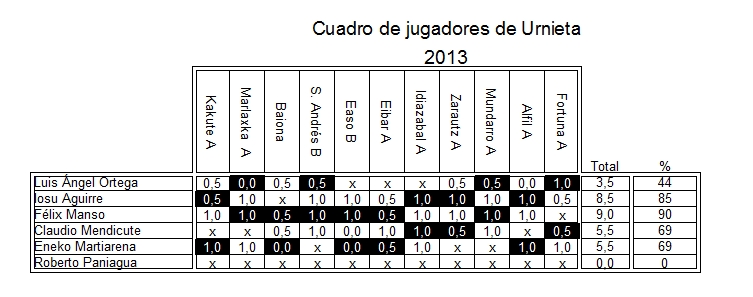 Cuadro de jugadores de Urnieta
2013
Kakute A Marlaxka A Baiona S. Andrés B Easo B Eibar A Idiazabal A Zarautz A Mundarro A Alfil A Fortuna A Total %
Luis Ángel Ortega 0,5 0,0 0,5 0,5 x x x 0,5 0,5 0,0 1,0 3,5 44
Iosu Aguirre 0,5 1,0 x 1,0 1,0 0,5 1,0 1,0 1,0 1,0 0,5 8,5 85
Félix Manso 1,0 1,0 0,5 1,0 1,0 0,5 1,0 1,0 1,0 1,0 x 9,0 90
Claudio Mendicute x x 0,5 1,0 0,0 1,0 1,0 0,5 1,0 x 0,5 5,5 69
Eneko Martiarena 1,0 1,0 0,0 x 0,0 0,5 1,0 x x 1,0 1,0 5,5 69
Roberto Paniagua x x x x x x x x x x x 0,0 0